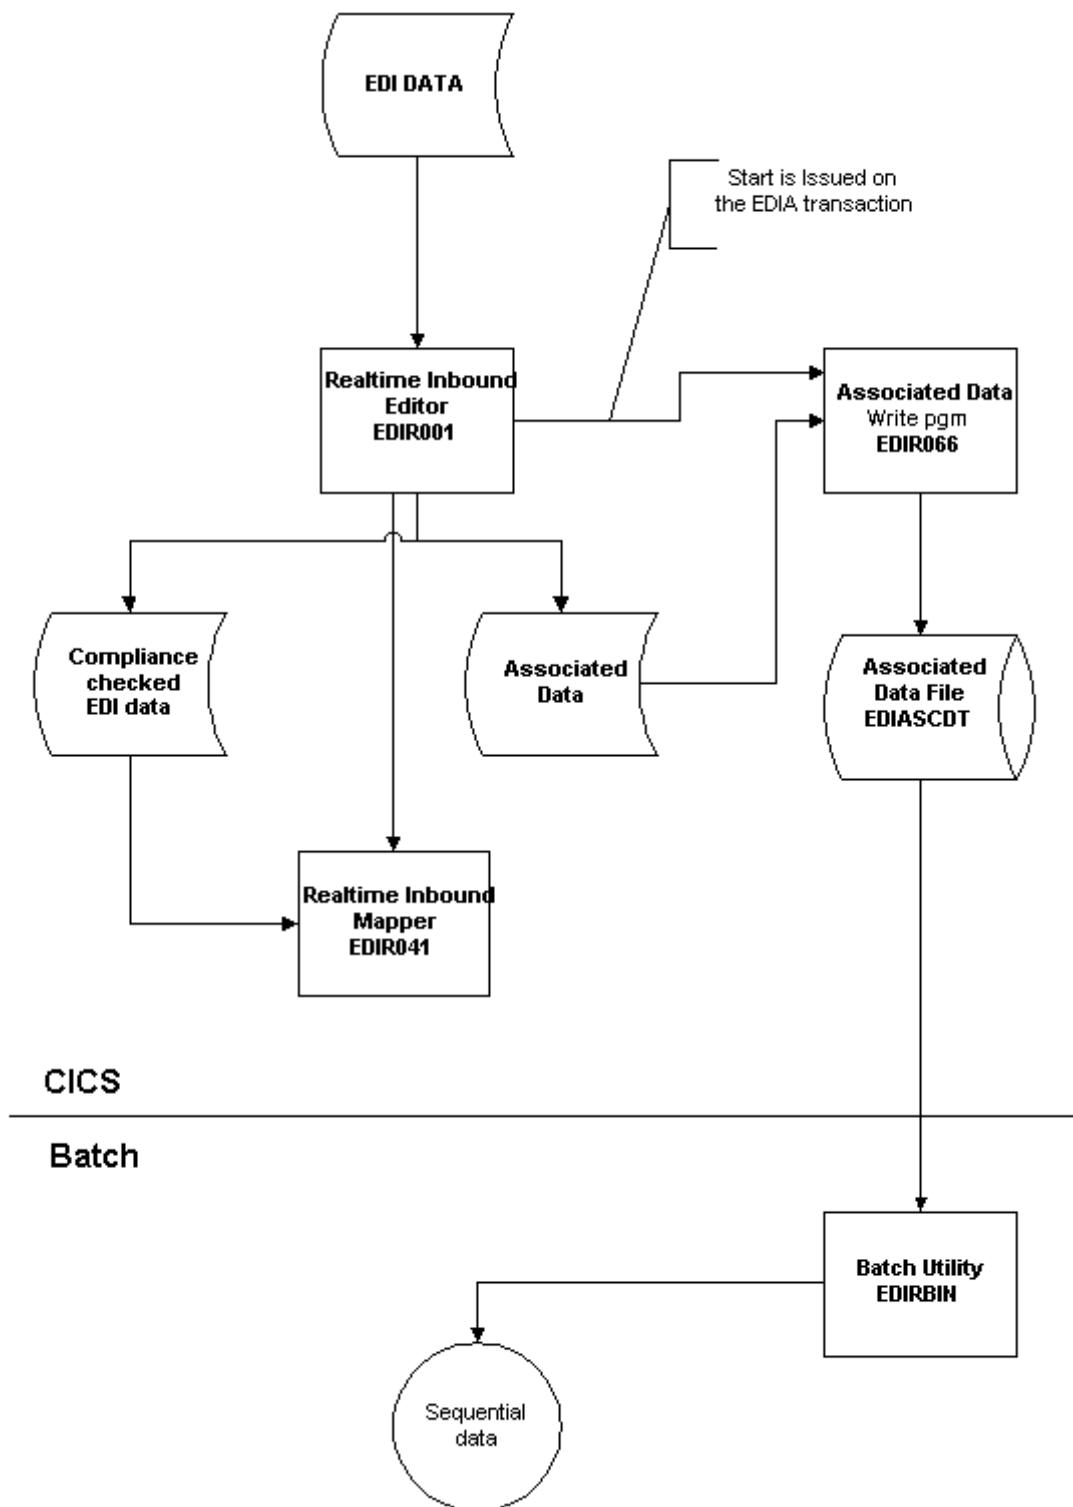 EDI DATA
Start is Issued on
the EDIA transaction
Realtime Inbound
Editor
EDIR001
Associated Data
Write pgm
EDIR066
Compliance
checked
EDI data
Associated
Data
Associated
Data File
EDIASCDT
Realtime Inbound
Mapper
EDIR041
CICS
Batch
Batch Utility
EDIRBIN
Sequential
data